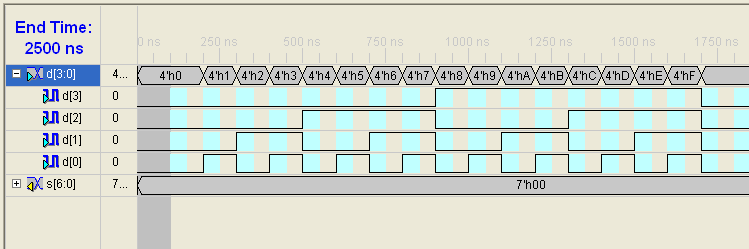 End Time:
2500 ns
0 ns 250 ns 500 ns 750 ns 1000 ns 1250 ns 1500 ns 1750 ns
d[3:0] 4... 4'h0 4'h1 4'h2 4'h3 4'h4 4'h5 4'h6 4'h7 4'h8 4'h9 4'hA 4'hB 4'hC 4'hD 4'hE 4'hF
d[3] 0
d[2] 0
d[1] 0
d[0] 0
s[6:0] 7... 7'h00